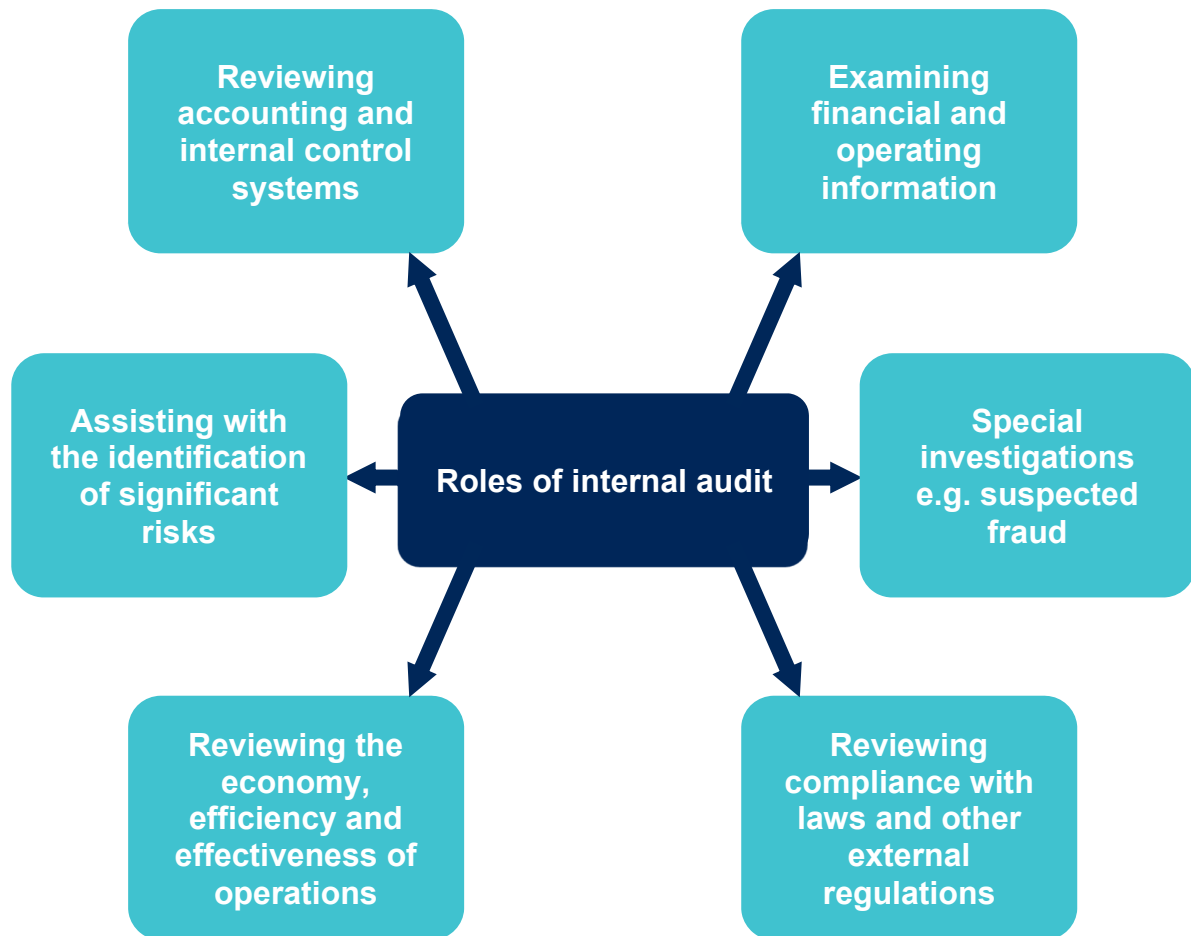 Reviewing
accounting and
internal control
systems
Examining
financial and
operating
information
Assisting with
the identification
of significant
risks
Roles of internal audit
Special
investigations
e.g. suspected
fraud
Reviewing the
economy,
efficiency and
effectiveness of
operations
Reviewing
compliance with
laws and other
external
regulations